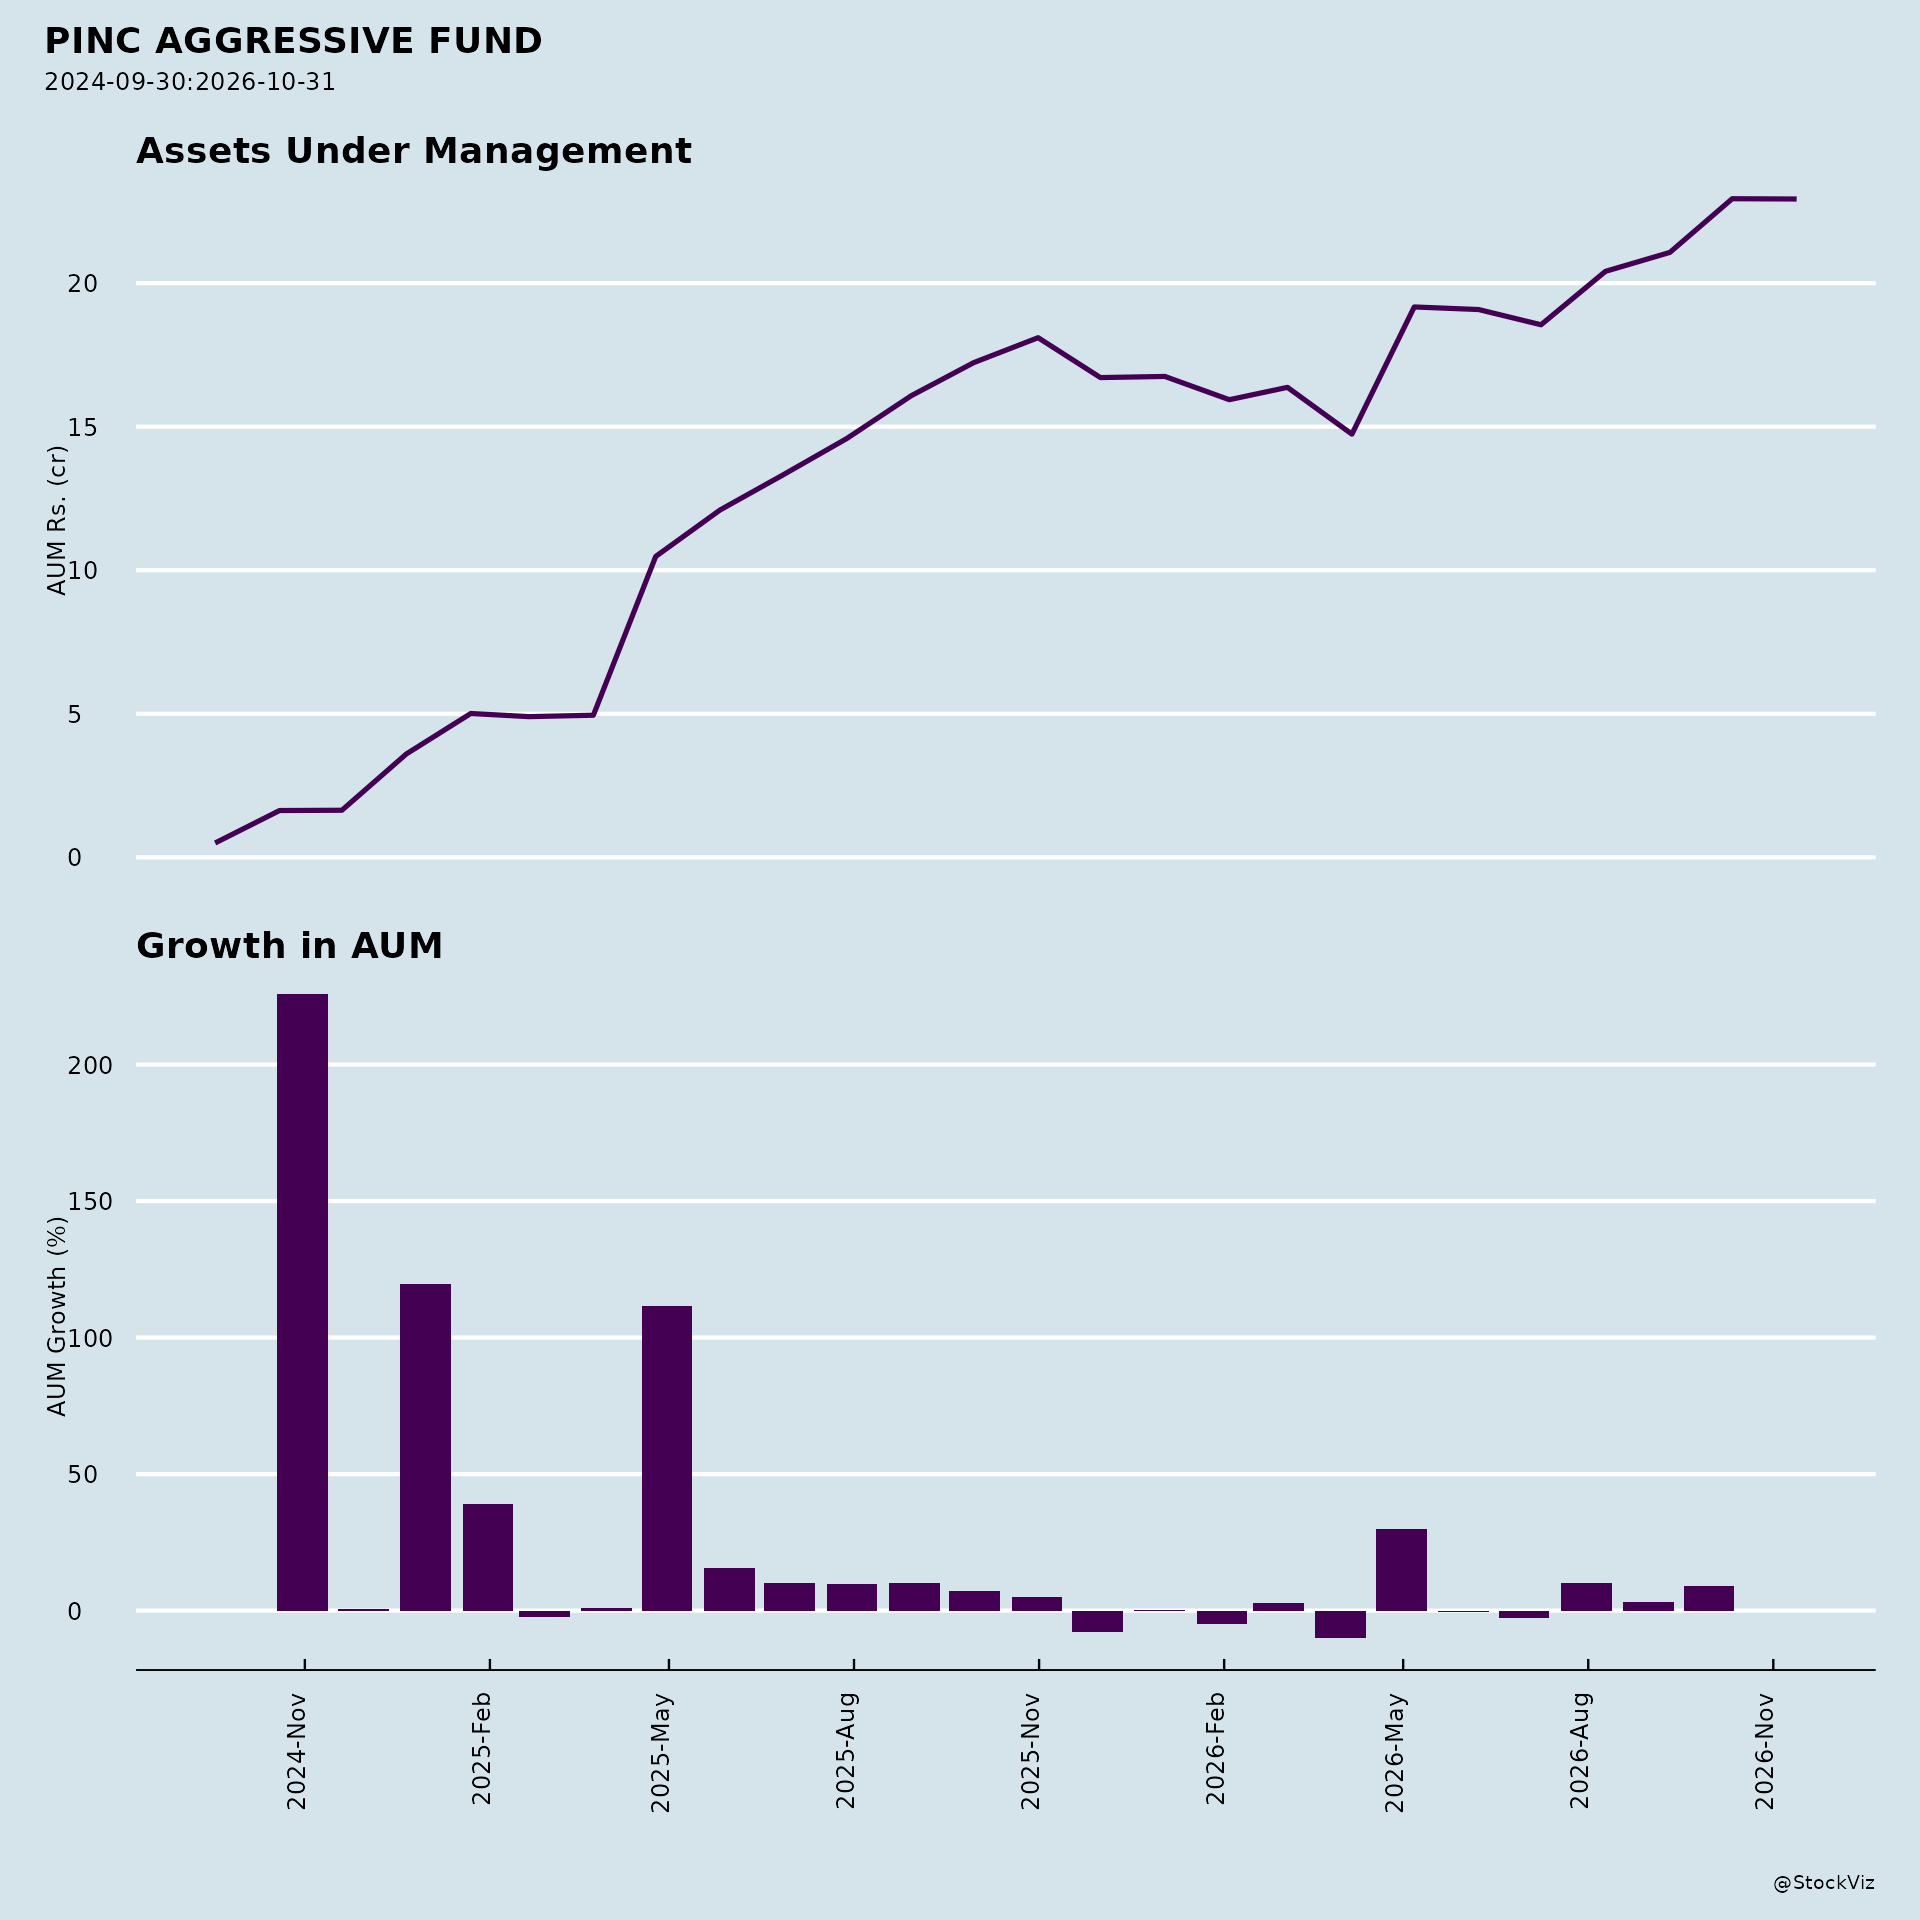 PINC AGGRESSIVE FUND
2024-09-30:2026-10-31
Assets Under Management
AUM Rs. (cr)
20
15
10
5
0
Growth in AUM
AUM Growth (%)
200
150
100
50
0
2024-Nov
2025-Feb
2025-May
2025-Aug
2025-Nov
2026-Feb
2026-May
2026-Aug
2026-Nov
@StockViz